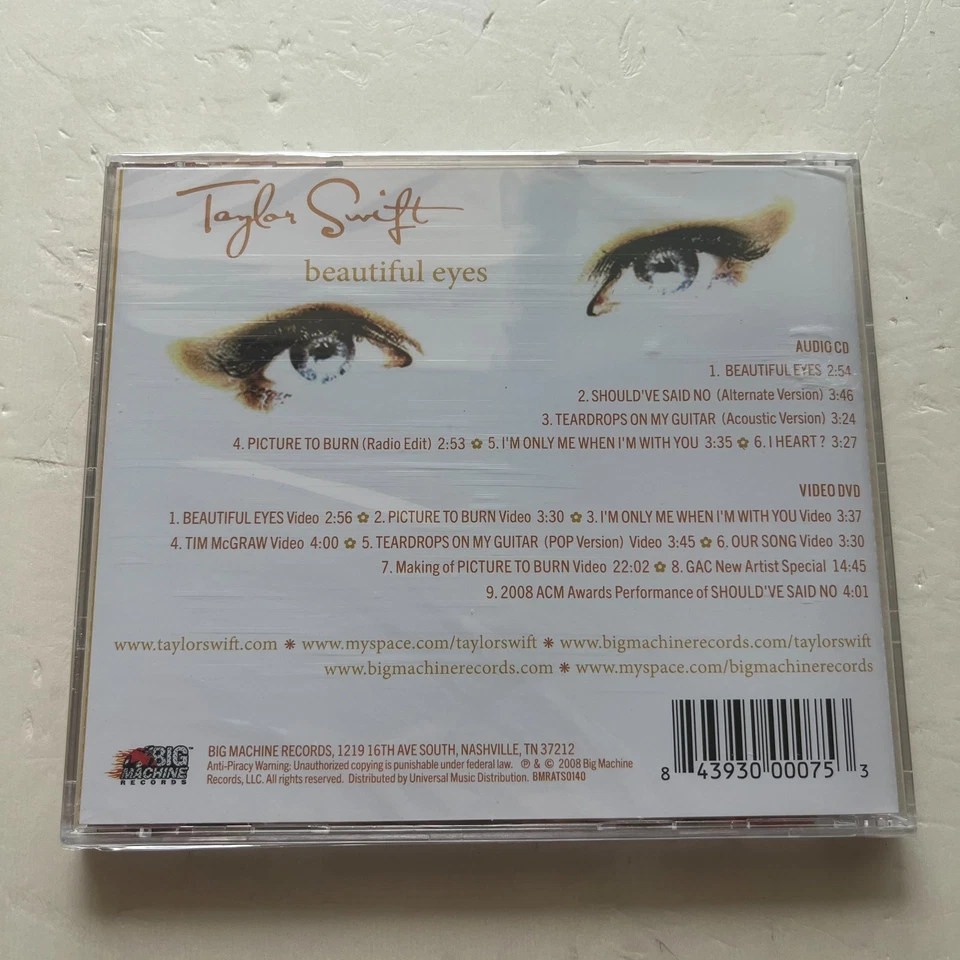 Taylor Swift
beautiful eyes
AUDIO CD
1. BEAUTIFUL EYES 2:54
2. SHOULD'VE SAID NO (Alternate Version) 3:46
3. TEARDROPS ON MY GUITAR (Acoustic Version) 3:24
4. PICTURE TO BURN (Radio Edit) 2:53 ✿ 5. I'M ONLY ME WHEN I'M WITH YOU 3:35 ✿ 6. I HEART ? 3:27
VIDEO DVD
1. BEAUTIFUL EYES Video 2:56 ✿ 2. PICTURE TO BURN Video 3:30 ✿ 3. I'M ONLY ME WHEN I'M WITH YOU Video 3:37
4. TIM McGRAW Video 4:00 ✿ 5. TEARDROPS ON MY GUITAR (POP Version) Video 3:45 ✿ 6. OUR SONG Video 3:30
7. Making of PICTURE TO BURN Video 22:02 ✿ 8. GAC New Artist Special 14:45
9. 2008 ACM Awards Performance of SHOULD'VE SAID NO 4:01
www.taylorswift.com ❋ www.myspace.com/taylorswift ❋ www.bigmachinerecords.com/taylorswift
www.bigmachinerecords.com ❋ www.myspace.com/bigmachinerecords
BIG MACHINE RECORDS
BIG MACHINE RECORDS, 1219 16TH AVE SOUTH, NASHVILLE, TN 37212
Anti-Piracy Warning: Unauthorized copying is punishable under federal law. ℗ & © 2008 Big Machine
Records, LLC. All rights reserved. Distributed by Universal Music Distribution. BMRATS0140
8 43930 00075 3